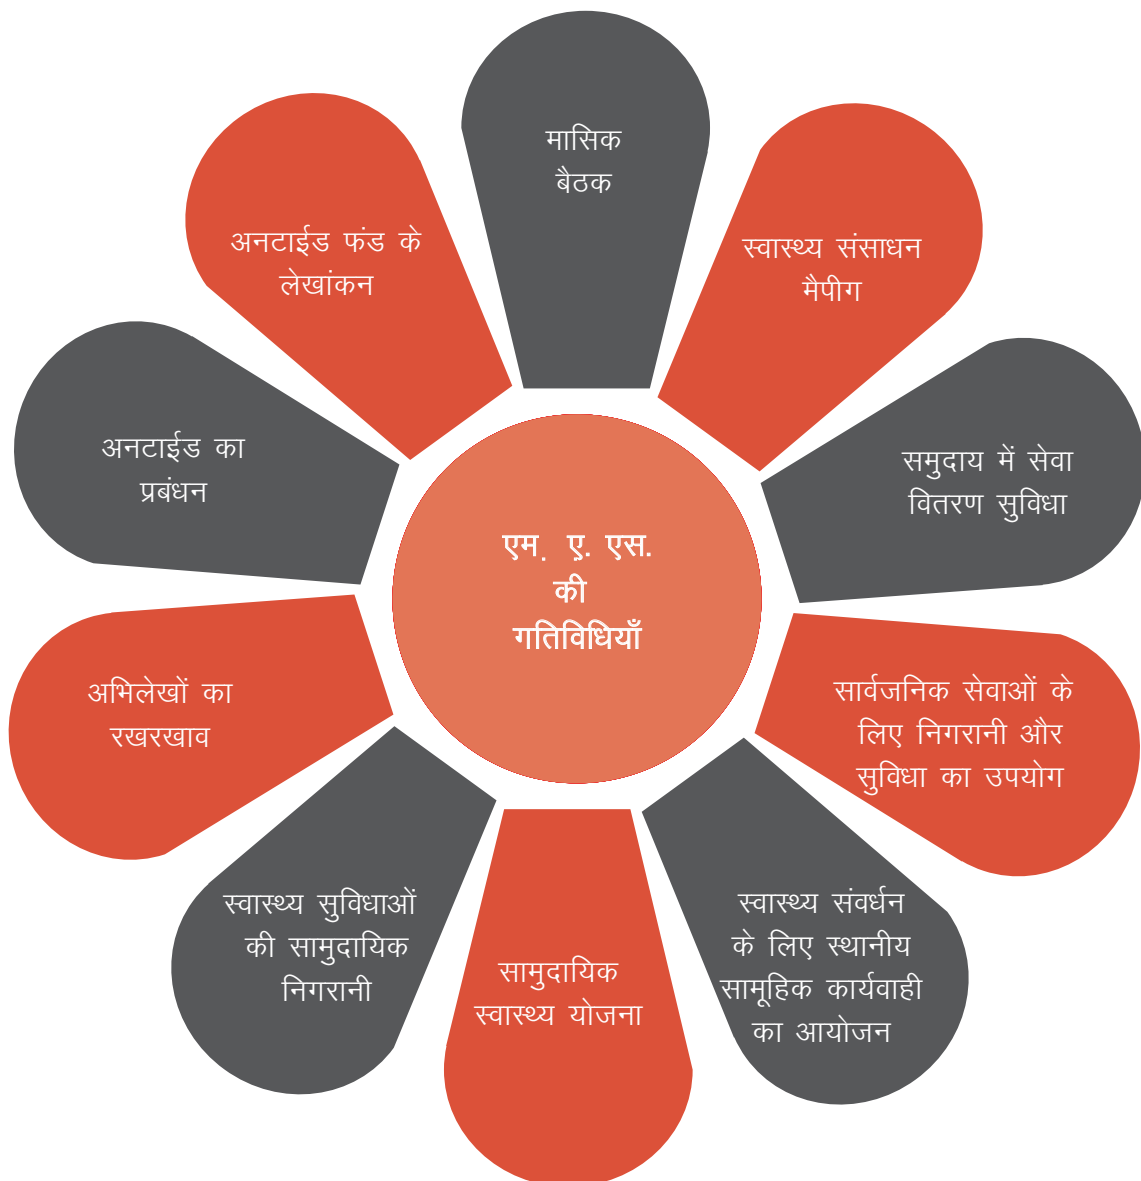 मासिक
बैठक
स्वास्थ्य संसाधन
मैपीग
समुदाय में सेवा
वितरण सुविधा
सार्वजनिक सेवाओं के
लिए निगरानी और
सुविधा का उपयोग
स्वास्थ्य संवर्धन
के लिए स्थानीय
सामूहिक कार्यवाही
का आयोजन
सामुदायिक
स्वास्थ्य योजना
स्वास्थ्य सुविधाओं
की सामुदायिक
निगरानी
अभिलेखों का
रखरखाव
अनटाईड का
प्रबंधन
अनटाईड फंड के
लेखांकन
एम. ए. एस.
की
गतिविधियाँ